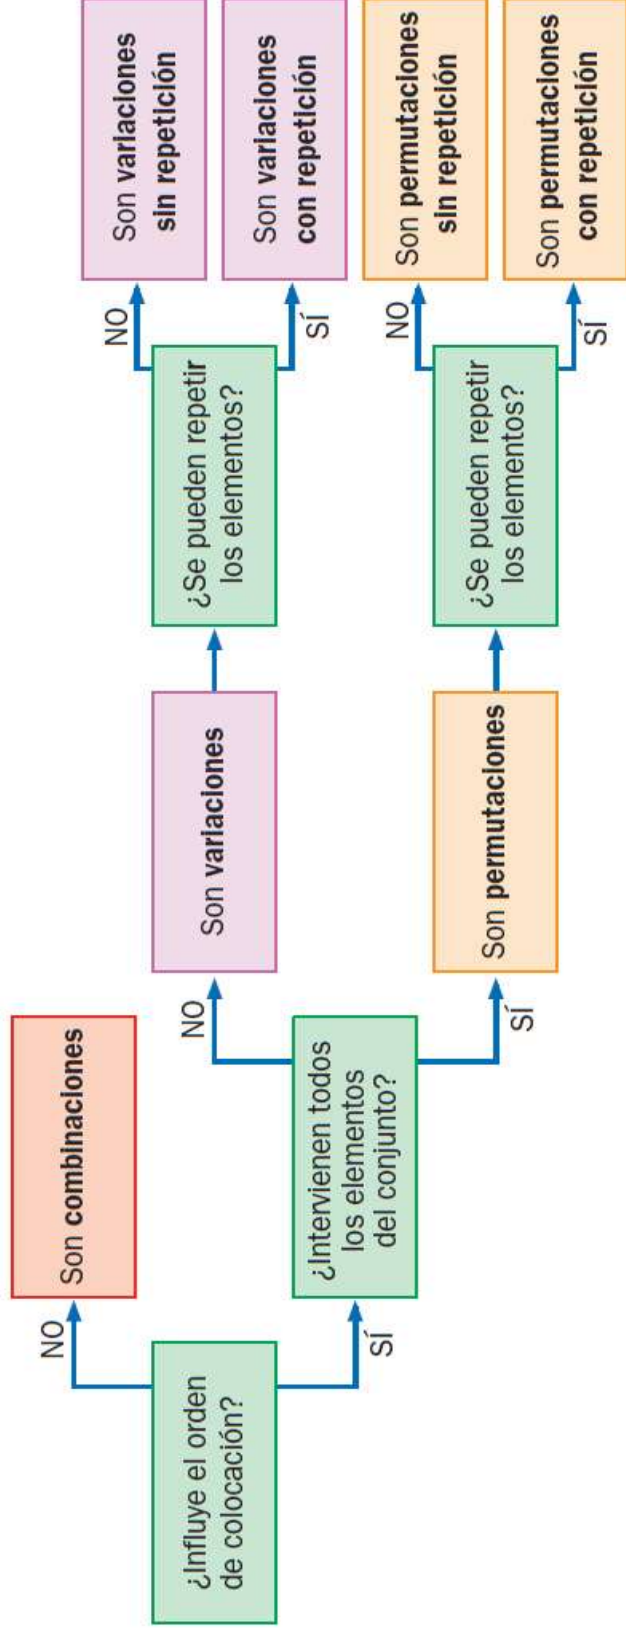 ¿Influye el orden
de colocación?
NO
Son combinaciones
SÍ
¿Intervienen todos
los elementos
del conjunto?
NO
Son variaciones
¿Se pueden repetir
los elementos?
NO
Son variaciones
sin repetición
SÍ
Son variaciones
con repetición
SÍ
Son permutaciones
¿Se pueden repetir
los elementos?
NO
Son permutaciones
sin repetición
SÍ
Son permutaciones
con repetición